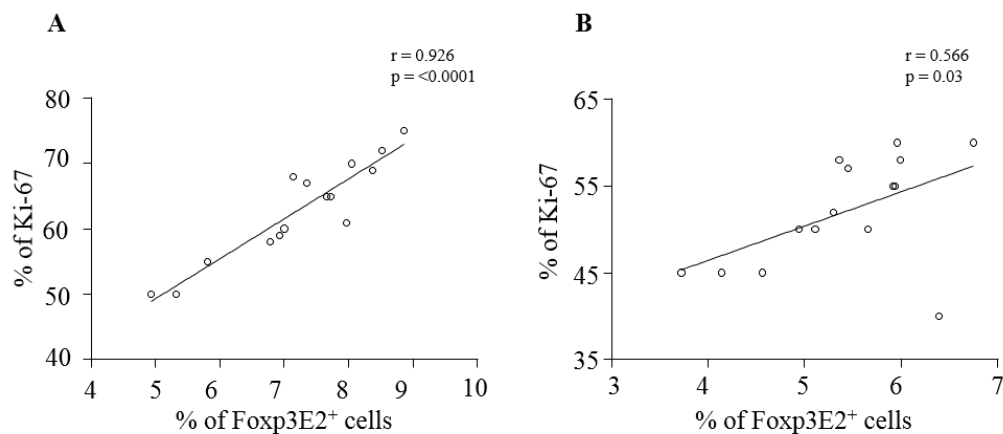 A
r = 0.926
p = <0.0001
80
70
60
50
40
% of Ki-67
4 5 6 7 8 9 10
% of Foxp3E2⁺ cells
B
r = 0.566
p = 0.03
65
55
45
35
% of Ki-67
3 4 5 6 7
% of Foxp3E2⁺ cells